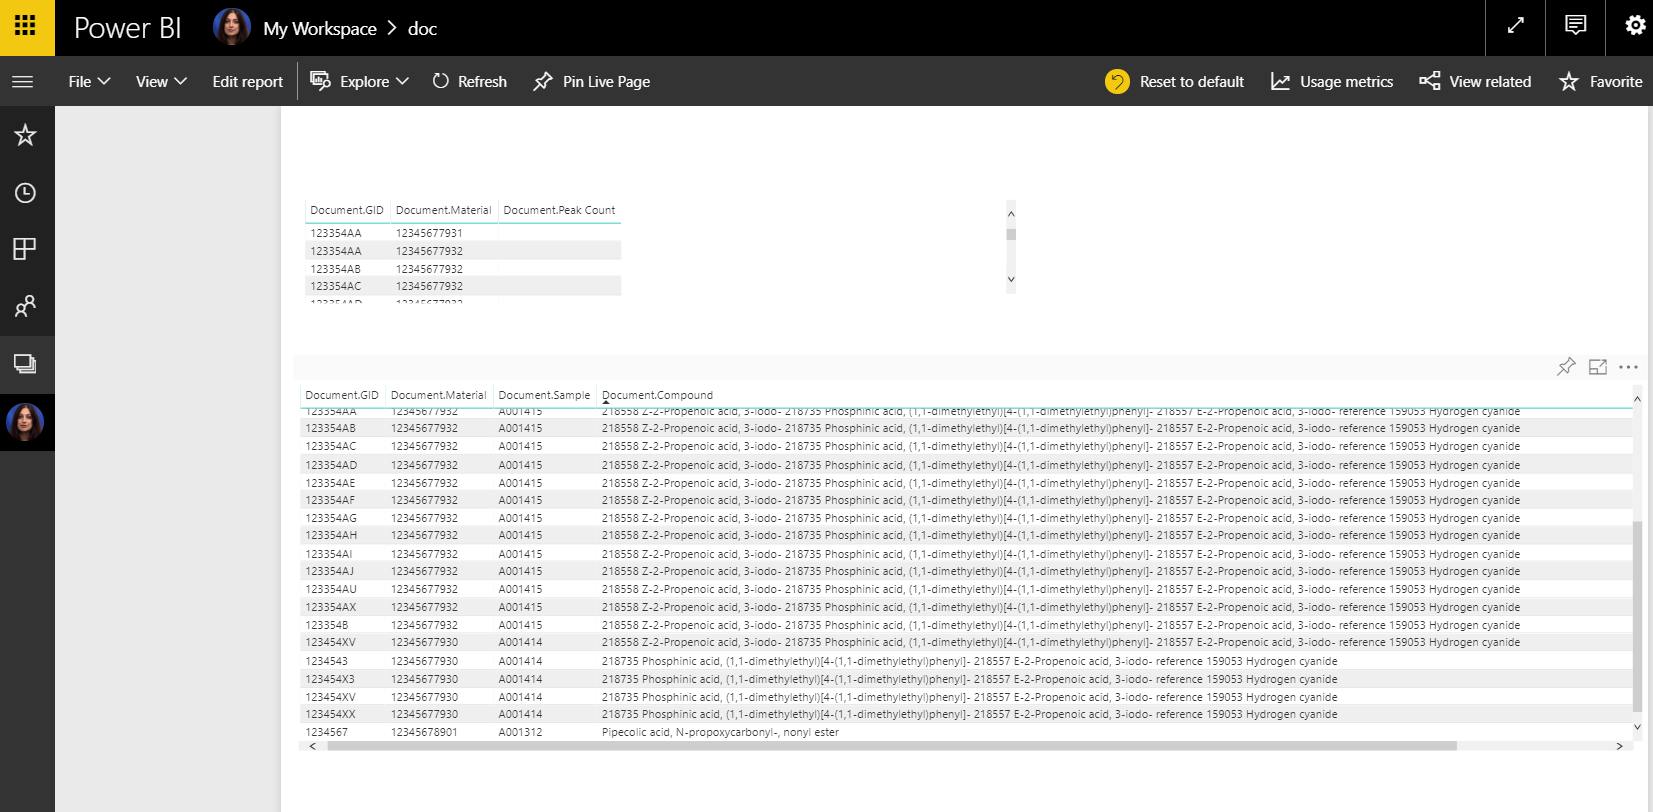 Power BI My Workspace > doc
File View Edit report Explore Refresh Pin Live Page Reset to default Usage metrics View related Favorite
Document.GID Document.Material Document.Peak Count
123354AA 12345677931
123354AA 12345677932
123354AB 12345677932
123354AC 12345677932
123354AD 12345677932
Document.GID Document.Material Document.Sample Document.Compound
123354AA 12345677932 A001415 218558 Z-2-Propenoic acid, 3-iodo- 218735 Phosphinic acid, (1,1-dimethylethyl)[4-(1,1-dimethylethyl)phenyl]- 218557 E-2-Propenoic acid, 3-iodo- reference 159053 Hydrogen cyanide
123354AB 12345677932 A001415 218558 Z-2-Propenoic acid, 3-iodo- 218735 Phosphinic acid, (1,1-dimethylethyl)[4-(1,1-dimethylethyl)phenyl]- 218557 E-2-Propenoic acid, 3-iodo- reference 159053 Hydrogen cyanide
123354AC 12345677932 A001415 218558 Z-2-Propenoic acid, 3-iodo- 218735 Phosphinic acid, (1,1-dimethylethyl)[4-(1,1-dimethylethyl)phenyl]- 218557 E-2-Propenoic acid, 3-iodo- reference 159053 Hydrogen cyanide
123354AD 12345677932 A001415 218558 Z-2-Propenoic acid, 3-iodo- 218735 Phosphinic acid, (1,1-dimethylethyl)[4-(1,1-dimethylethyl)phenyl]- 218557 E-2-Propenoic acid, 3-iodo- reference 159053 Hydrogen cyanide
123354AE 12345677932 A001415 218558 Z-2-Propenoic acid, 3-iodo- 218735 Phosphinic acid, (1,1-dimethylethyl)[4-(1,1-dimethylethyl)phenyl]- 218557 E-2-Propenoic acid, 3-iodo- reference 159053 Hydrogen cyanide
123354AF 12345677932 A001415 218558 Z-2-Propenoic acid, 3-iodo- 218735 Phosphinic acid, (1,1-dimethylethyl)[4-(1,1-dimethylethyl)phenyl]- 218557 E-2-Propenoic acid, 3-iodo- reference 159053 Hydrogen cyanide
123354AG 12345677932 A001415 218558 Z-2-Propenoic acid, 3-iodo- 218735 Phosphinic acid, (1,1-dimethylethyl)[4-(1,1-dimethylethyl)phenyl]- 218557 E-2-Propenoic acid, 3-iodo- reference 159053 Hydrogen cyanide
123354AH 12345677932 A001415 218558 Z-2-Propenoic acid, 3-iodo- 218735 Phosphinic acid, (1,1-dimethylethyl)[4-(1,1-dimethylethyl)phenyl]- 218557 E-2-Propenoic acid, 3-iodo- reference 159053 Hydrogen cyanide
123354AI 12345677932 A001415 218558 Z-2-Propenoic acid, 3-iodo- 218735 Phosphinic acid, (1,1-dimethylethyl)[4-(1,1-dimethylethyl)phenyl]- 218557 E-2-Propenoic acid, 3-iodo- reference 159053 Hydrogen cyanide
123354AJ 12345677932 A001415 218558 Z-2-Propenoic acid, 3-iodo- 218735 Phosphinic acid, (1,1-dimethylethyl)[4-(1,1-dimethylethyl)phenyl]- 218557 E-2-Propenoic acid, 3-iodo- reference 159053 Hydrogen cyanide
123354AU 12345677932 A001415 218558 Z-2-Propenoic acid, 3-iodo- 218735 Phosphinic acid, (1,1-dimethylethyl)[4-(1,1-dimethylethyl)phenyl]- 218557 E-2-Propenoic acid, 3-iodo- reference 159053 Hydrogen cyanide
123354AX 12345677932 A001415 218558 Z-2-Propenoic acid, 3-iodo- 218735 Phosphinic acid, (1,1-dimethylethyl)[4-(1,1-dimethylethyl)phenyl]- 218557 E-2-Propenoic acid, 3-iodo- reference 159053 Hydrogen cyanide
123354B 12345677932 A001415 218558 Z-2-Propenoic acid, 3-iodo- 218735 Phosphinic acid, (1,1-dimethylethyl)[4-(1,1-dimethylethyl)phenyl]- 218557 E-2-Propenoic acid, 3-iodo- reference 159053 Hydrogen cyanide
123454XV 12345677930 A001414 218558 Z-2-Propenoic acid, 3-iodo- 218735 Phosphinic acid, (1,1-dimethylethyl)[4-(1,1-dimethylethyl)phenyl]- 218557 E-2-Propenoic acid, 3-iodo- reference 159053 Hydrogen cyanide
1234543 12345677930 A001414 218735 Phosphinic acid, (1,1-dimethylethyl)[4-(1,1-dimethylethyl)phenyl]- 218557 E-2-Propenoic acid, 3-iodo- reference 159053 Hydrogen cyanide
123454X3 12345677930 A001414 218735 Phosphinic acid, (1,1-dimethylethyl)[4-(1,1-dimethylethyl)phenyl]- 218557 E-2-Propenoic acid, 3-iodo- reference 159053 Hydrogen cyanide
123454XV 12345677930 A001414 218735 Phosphinic acid, (1,1-dimethylethyl)[4-(1,1-dimethylethyl)phenyl]- 218557 E-2-Propenoic acid, 3-iodo- reference 159053 Hydrogen cyanide
123454XX 12345677930 A001414 218735 Phosphinic acid, (1,1-dimethylethyl)[4-(1,1-dimethylethyl)phenyl]- 218557 E-2-Propenoic acid, 3-iodo- reference 159053 Hydrogen cyanide
1234567 12345678901 A001312 Pipecolic acid, N-propoxycarbonyl-, nonyl ester